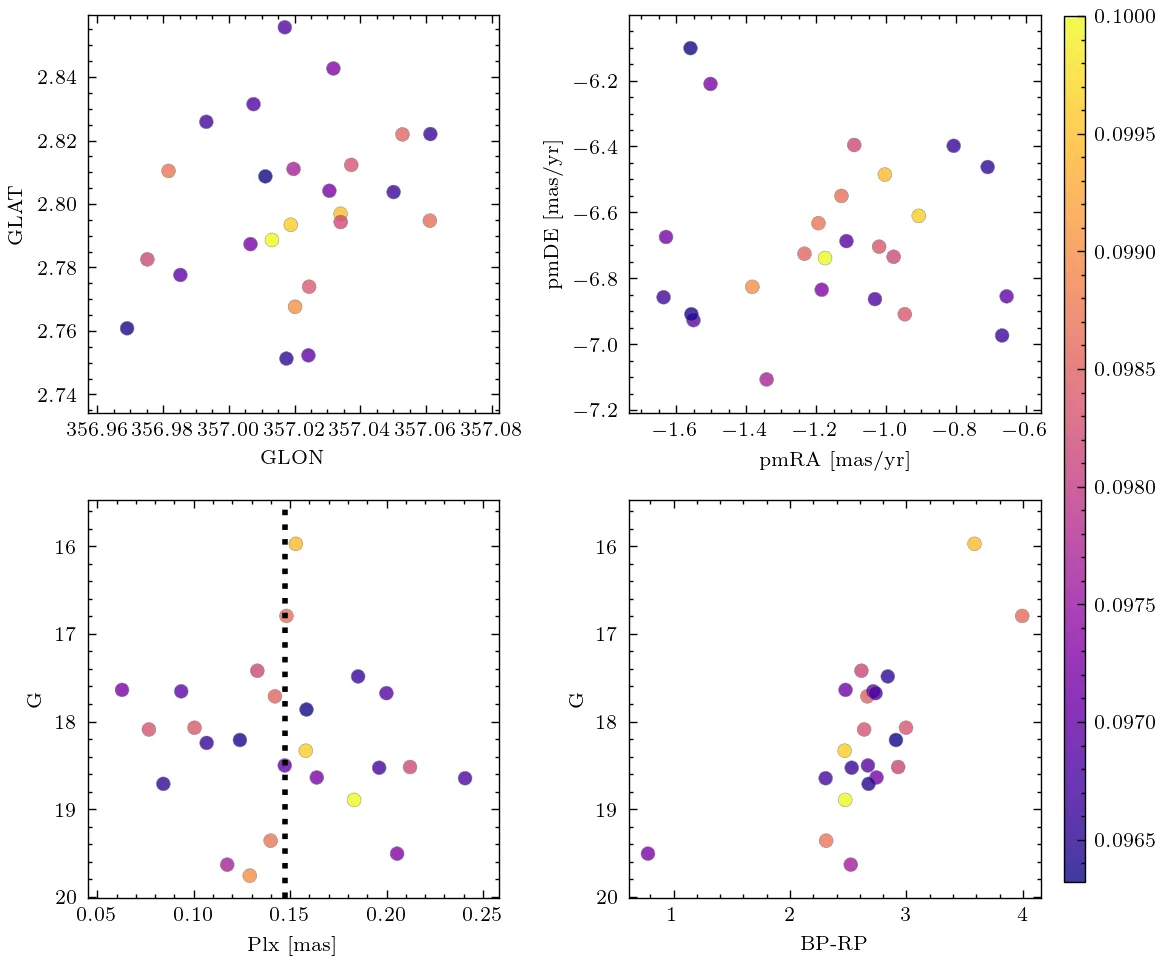 2.84
2.82
2.80
2.78
2.76
2.74
GLAT
356.96 356.98 357.00 357.02 357.04 357.06 357.08
GLON
−6.2
−6.4
−6.6
−6.8
−7.0
−7.2
pmDE [mas/yr]
−1.6 −1.4 −1.2 −1.0 −0.8 −0.6
pmRA [mas/yr]
16
17
18
19
20
G
0.05 0.10 0.15 0.20 0.25
Plx [mas]
16
17
18
19
20
G
1 2 3 4
BP-RP
0.1000
0.0995
0.0990
0.0985
0.0980
0.0975
0.0970
0.0965